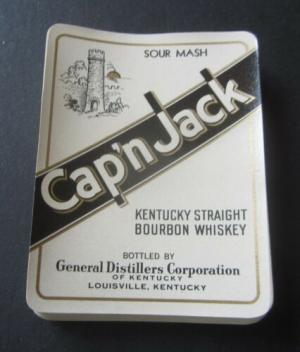 SOUR MASH
Cap'n Jack
KENTUCKY STRAIGHT
BOURBON WHISKEY
BOTTLED BY
General Distillers Corporation
OF KENTUCKY
LOUISVILLE, KENTUCKY